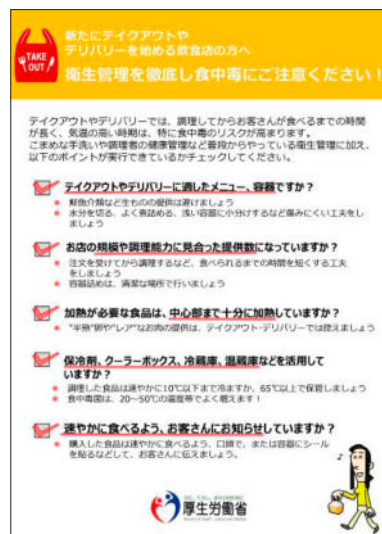 TAKE
OUT!
新たにテイクアウトや
デリバリーを始める飲食店の方へ
衛生管理を徹底し食中毒にご注意ください！
テイクアウトやデリバリーでは、調理してからお客さんが食べるまでの時間
が長く、気温の高い時期は、特に食中毒のリスクが高まります。
こまめな手洗いや調理者の健康管理など普段からやっている衛生管理に加え、
以下のポイントが実行できているかチェックしてください。
テイクアウトやデリバリーに適したメニュー、容器ですか？
鮮魚介類など生ものの提供は避けましょう
水分を切る、よく煮詰める、浅い容器に小分けするなど傷みにくい工夫をし
ましょう
お店の規模や調理能力に見合った提供数になっていますか？
注文を受けてから調理するなど、食べられるまでの時間を短くする工夫
をしましょう
容器詰めは、清潔な場所で行いましょう
加熱が必要な食品は、中心部まで十分に加熱していますか？
"半熟"卵や"レア"なお肉の提供は、テイクアウト・デリバリーでは控えましょう
保冷剤、クーラーボックス、冷蔵庫、温蔵庫などを活用して
いますか？
調理した食品は速やかに10℃以下まで冷ますか、65℃以上で保管しましょう
食中毒菌は、20～50℃の温度帯でよく増えます！
速やかに食べるよう、お客さんにお知らせしていますか？
購入した食品は速やかに食べるよう、口頭で、または容器にシール
を貼るなどして、お客さんに伝えましょう。
厚生労働省